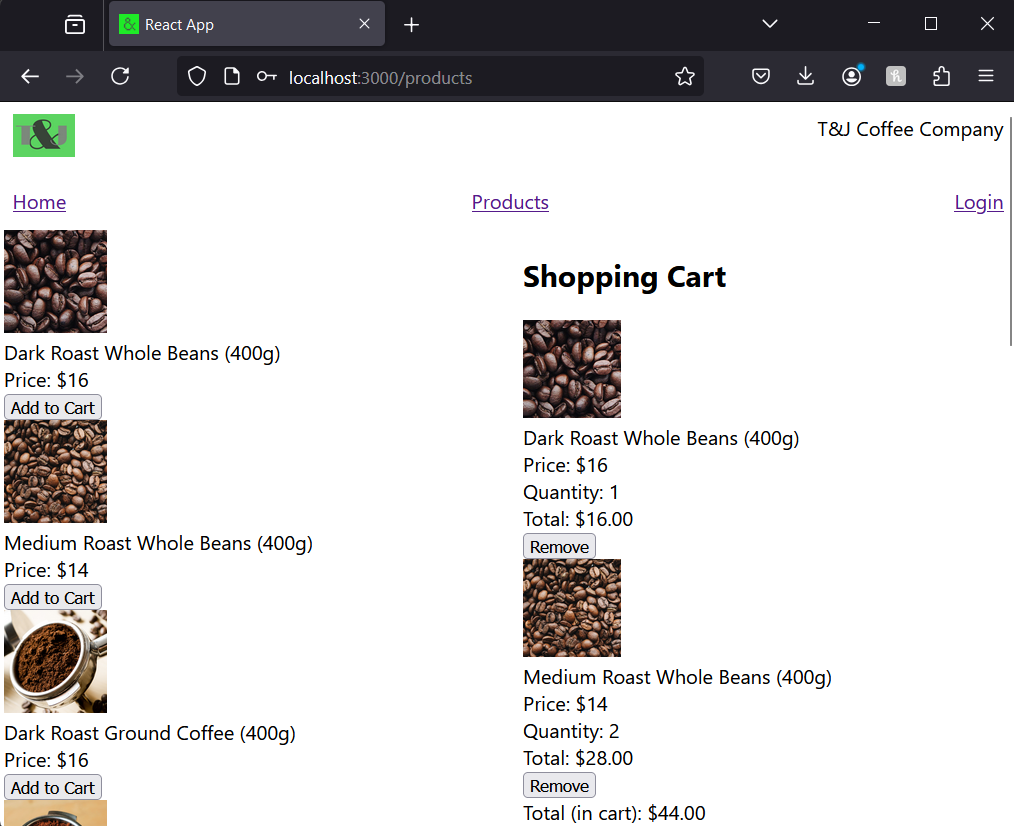 & React App
localhost:3000/products
T&J
T&J Coffee Company
Home
Products
Login
Dark Roast Whole Beans (400g)
Price: $16
Add to Cart
Medium Roast Whole Beans (400g)
Price: $14
Add to Cart
Dark Roast Ground Coffee (400g)
Price: $16
Add to Cart
Shopping Cart
Dark Roast Whole Beans (400g)
Price: $16
Quantity: 1
Total: $16.00
Remove
Medium Roast Whole Beans (400g)
Price: $14
Quantity: 2
Total: $28.00
Remove
Total (in cart): $44.00